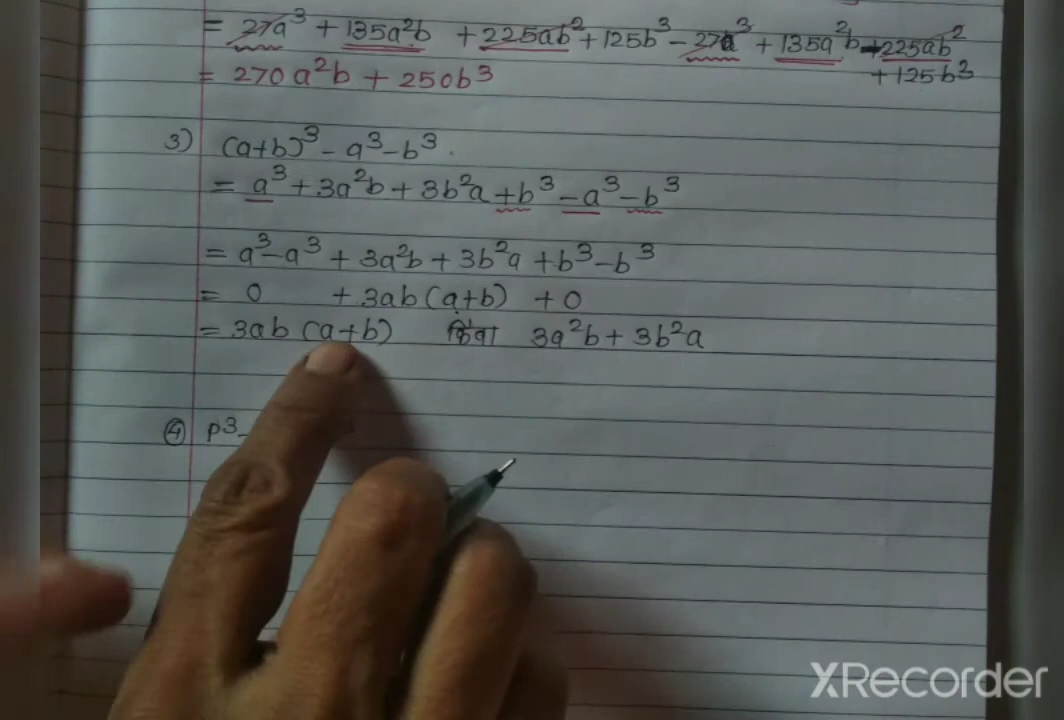 = 27a³ + 135a²b + 225ab² + 125b³ - 27a³ + 135a²b - 225ab²
+ 125b³
= 270a²b + 250b³
3) (a+b)³ - a³ - b³.
= a³ + 3a²b + 3b²a + b³ - a³ - b³
= a³ - a³ + 3a²b + 3b²a + b³ - b³
= 0 + 3ab (a+b) + 0
= 3ab (a+b) किंवा 3a²b + 3b²a
④ p³ -
XRecorder